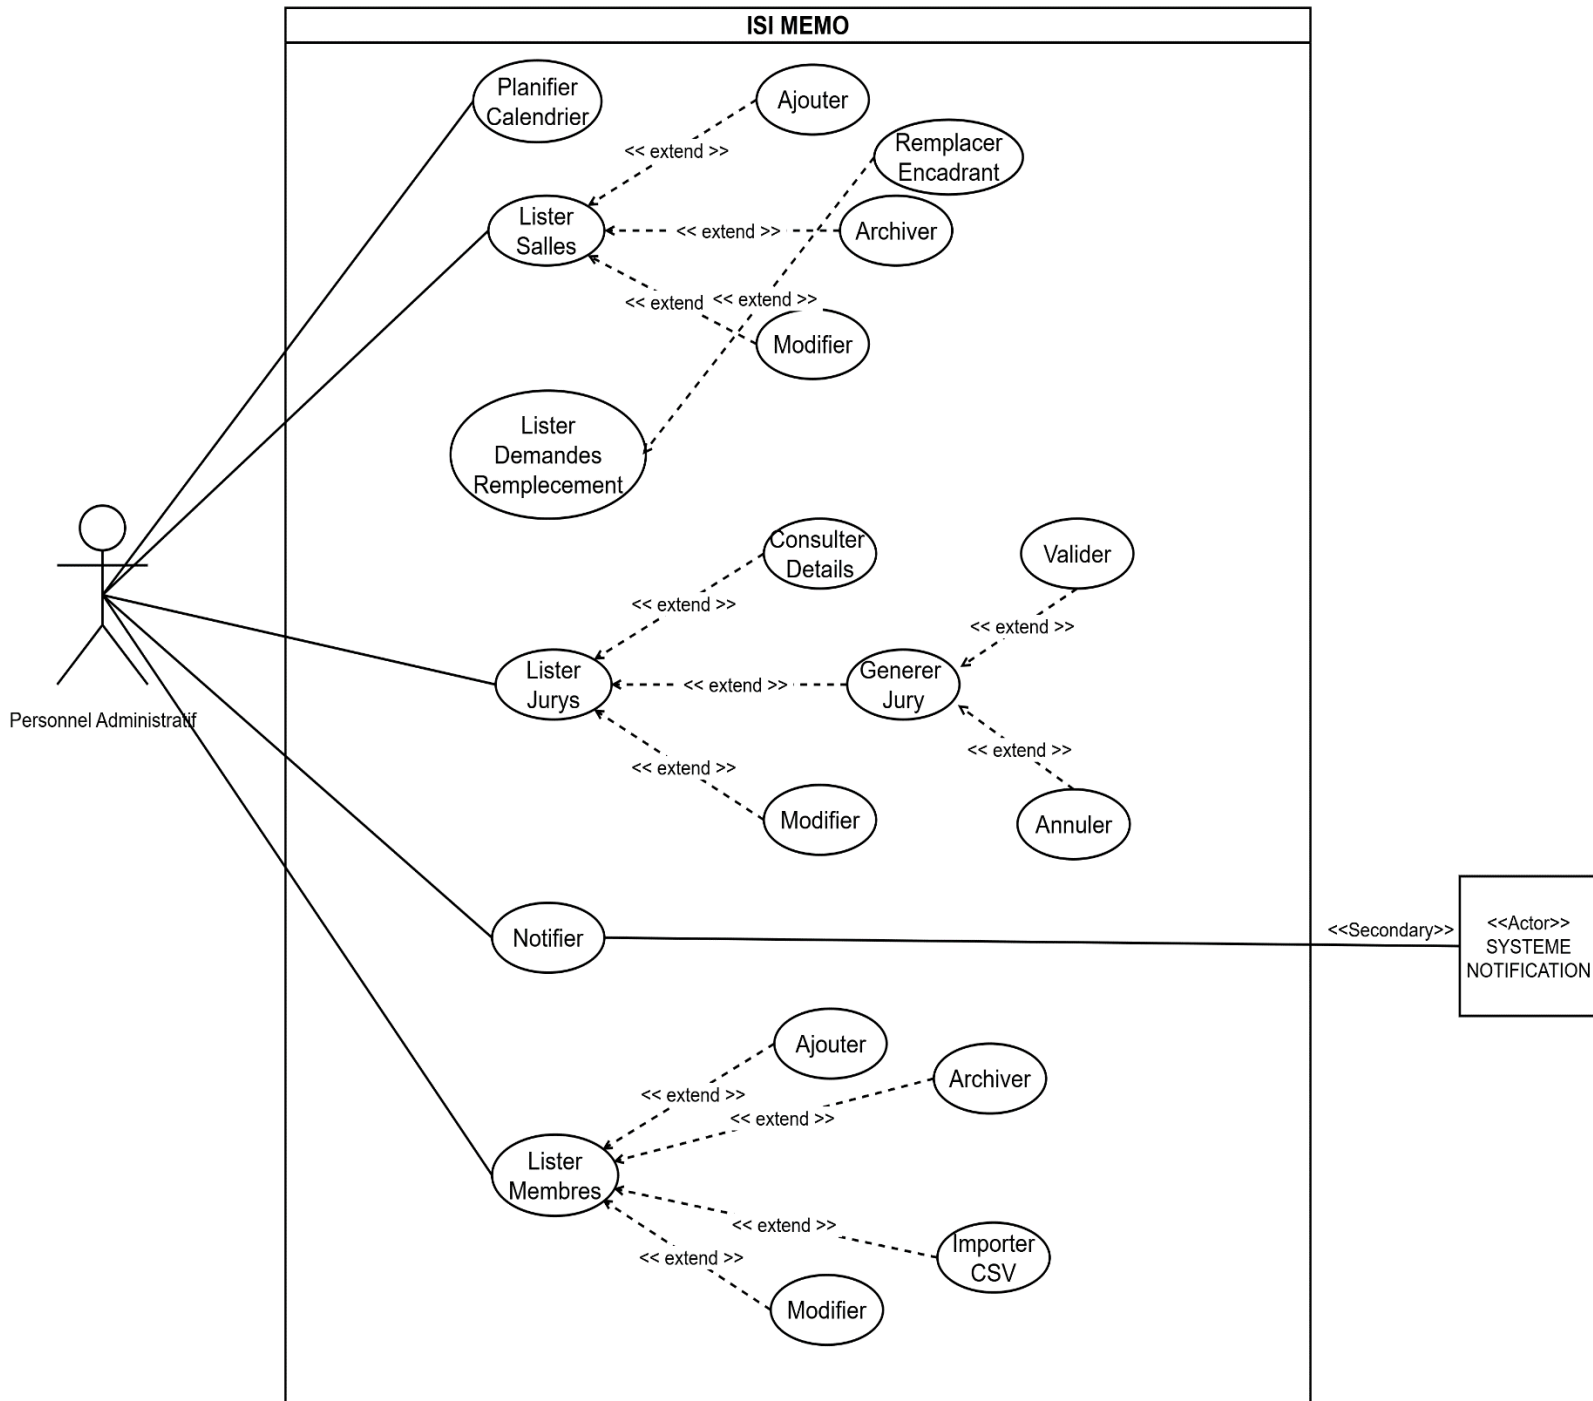 ISI MEMO
Planifier
Calendrier
Ajouter
<< extend >>
Remplacer
Encadrant
Lister
Salles
<< extend >>
Archiver
<< extend
<< extend >>
Modifier
Lister
Demandes
Remplecement
Consulter
Details
Valider
<< extend >>
<< extend >>
Lister
Jurys
<< extend >>
Generer
Jury
Personnel Administratif
<< extend >>
<< extend >>
Modifier
Annuler
Notifier
<<Secondary>>
<<Actor>>
SYSTEME
NOTIFICATION
Ajouter
Archiver
<< extend >>
<< extend >>
Lister
Membres
<< extend >>
<< extend >>
Importer
CSV
Modifier